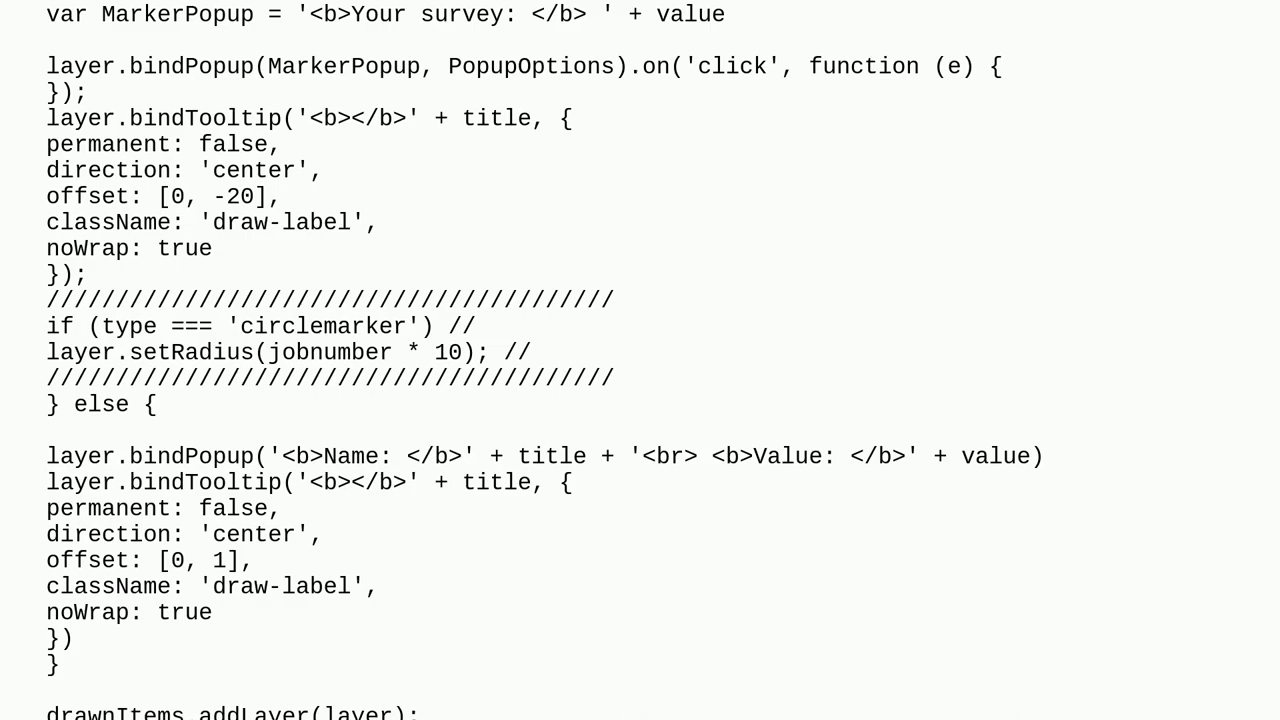 var MarkerPopup = '<b>Your survey: </b> ' + value
layer.bindPopup(MarkerPopup, PopupOptions).on('click', function (e) {
});
layer.bindTooltip('<b></b>' + title, {
permanent: false,
direction: 'center',
offset: [0, -20],
className: 'draw-label',
noWrap: true
});
/////////////////////////////////////////
if (type === 'circlemarker') //
layer.setRadius(jobnumber * 10); //
/////////////////////////////////////////
} else {
layer.bindPopup('<b>Name: </b>' + title + '<br> <b>Value: </b>' + value)
layer.bindTooltip('<b></b>' + title, {
permanent: false,
direction: 'center',
offset: [0, 1],
className: 'draw-label',
noWrap: true
})
}
drawnItems.addLayer(layer);